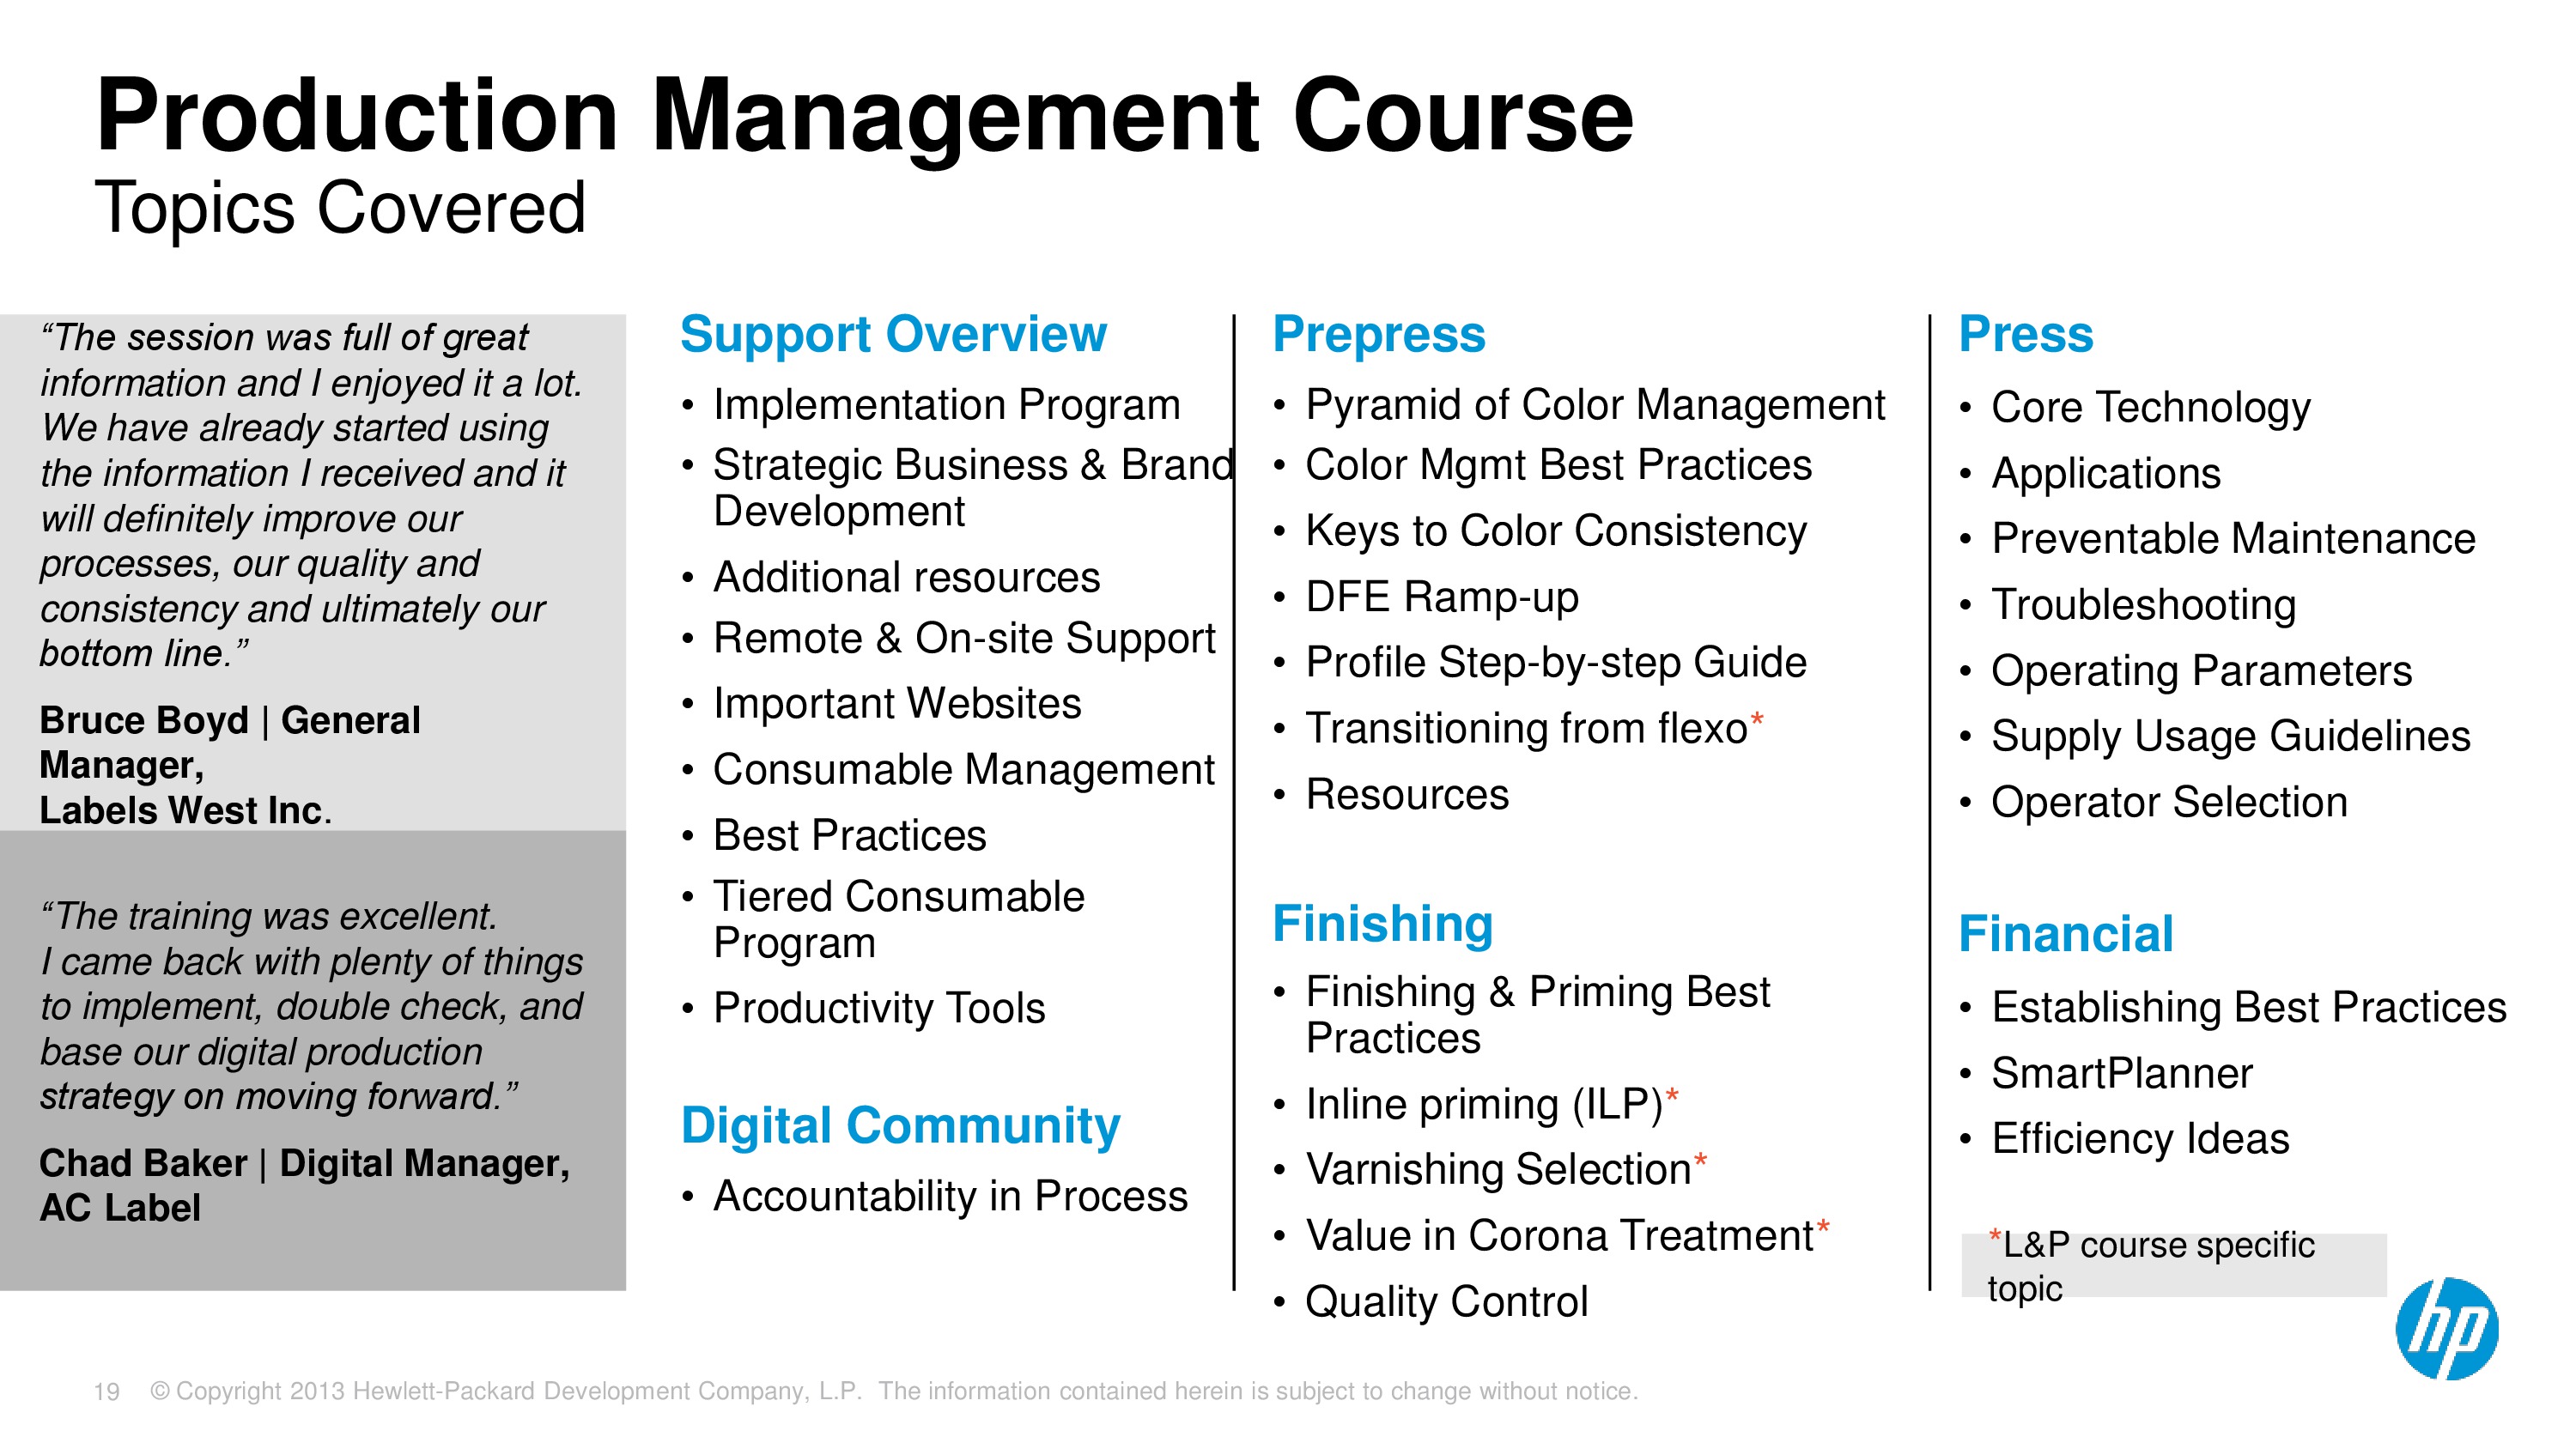 Production Management Course
Topics Covered
“The session was full of great
information and I enjoyed it a lot.
We have already started using
the information I received and it
will definitely improve our
processes, our quality and
consistency and ultimately our
bottom line.”
Bruce Boyd | General
Manager,
Labels West Inc.
“The training was excellent.
I came back with plenty of things
to implement, double check, and
base our digital production
strategy on moving forward.”
Chad Baker | Digital Manager,
AC Label
Support Overview
• Implementation Program
• Strategic Business & Brand
Development
• Additional resources
• Remote & On-site Support
• Important Websites
• Consumable Management
• Best Practices
• Tiered Consumable
Program
• Productivity Tools
Digital Community
• Accountability in Process
Prepress
• Pyramid of Color Management
• Color Mgmt Best Practices
• Keys to Color Consistency
• DFE Ramp-up
• Profile Step-by-step Guide
• Transitioning from flexo*
• Resources
Finishing
• Finishing & Priming Best
Practices
• Inline priming (ILP)*
• Varnishing Selection*
• Value in Corona Treatment*
• Quality Control
Press
• Core Technology
• Applications
• Preventable Maintenance
• Troubleshooting
• Operating Parameters
• Supply Usage Guidelines
• Operator Selection
Financial
• Establishing Best Practices
• SmartPlanner
• Efficiency Ideas
*L&P course specific
topic
hp
19 © Copyright 2013 Hewlett-Packard Development Company, L.P. The information contained herein is subject to change without notice.